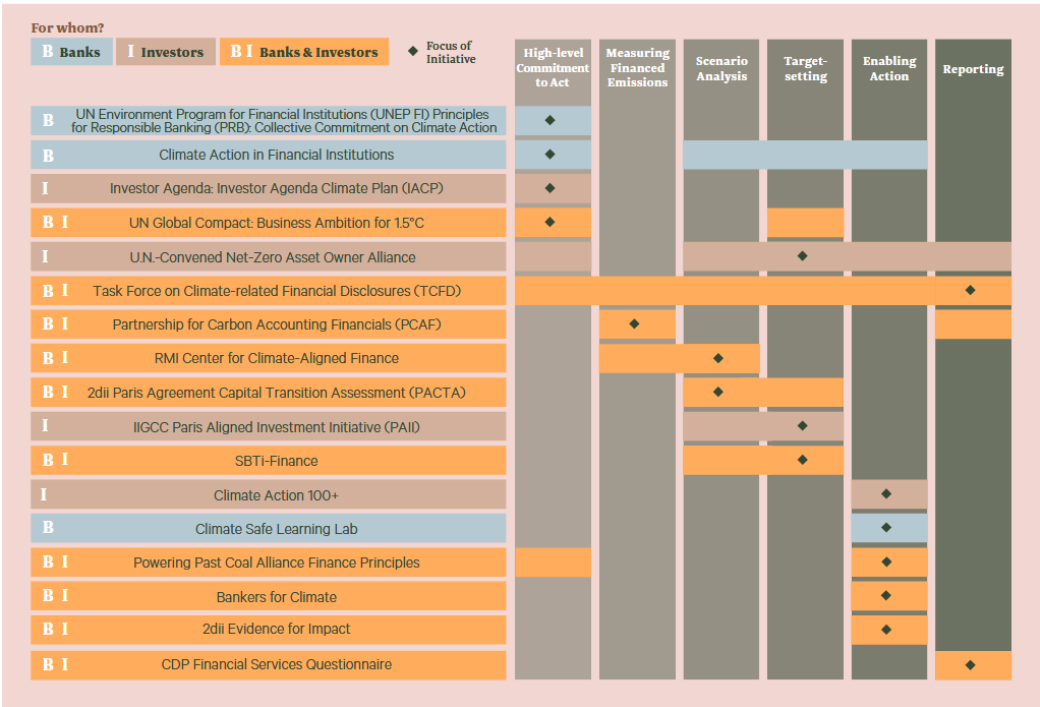 For whom?
B Banks
I Investors
B I Banks & Investors
Focus of
Initiative
High-level
Commitment
to Act
Measuring
Financed
Emissions
Scenario
Analysis
Target-
setting
Enabling
Action
Reporting
B UN Environment Program for Financial Institutions (UNEP FI) Principles
for Responsible Banking (PRB): Collective Commitment on Climate Action
B Climate Action in Financial Institutions
I Investor Agenda: Investor Agenda Climate Plan (IACP)
B I UN Global Compact: Business Ambition for 1.5°C
I U.N.-Convened Net-Zero Asset Owner Alliance
B I Task Force on Climate-related Financial Disclosures (TCFD)
B I Partnership for Carbon Accounting Financials (PCAF)
B I RMI Center for Climate-Aligned Finance
B I 2dii Paris Agreement Capital Transition Assessment (PACTA)
I IIGCC Paris Aligned Investment Initiative (PAII)
B I SBTi-Finance
I Climate Action 100+
B Climate Safe Learning Lab
B I Powering Past Coal Alliance Finance Principles
B I Bankers for Climate
B I 2dii Evidence for Impact
B I CDP Financial Services Questionnaire